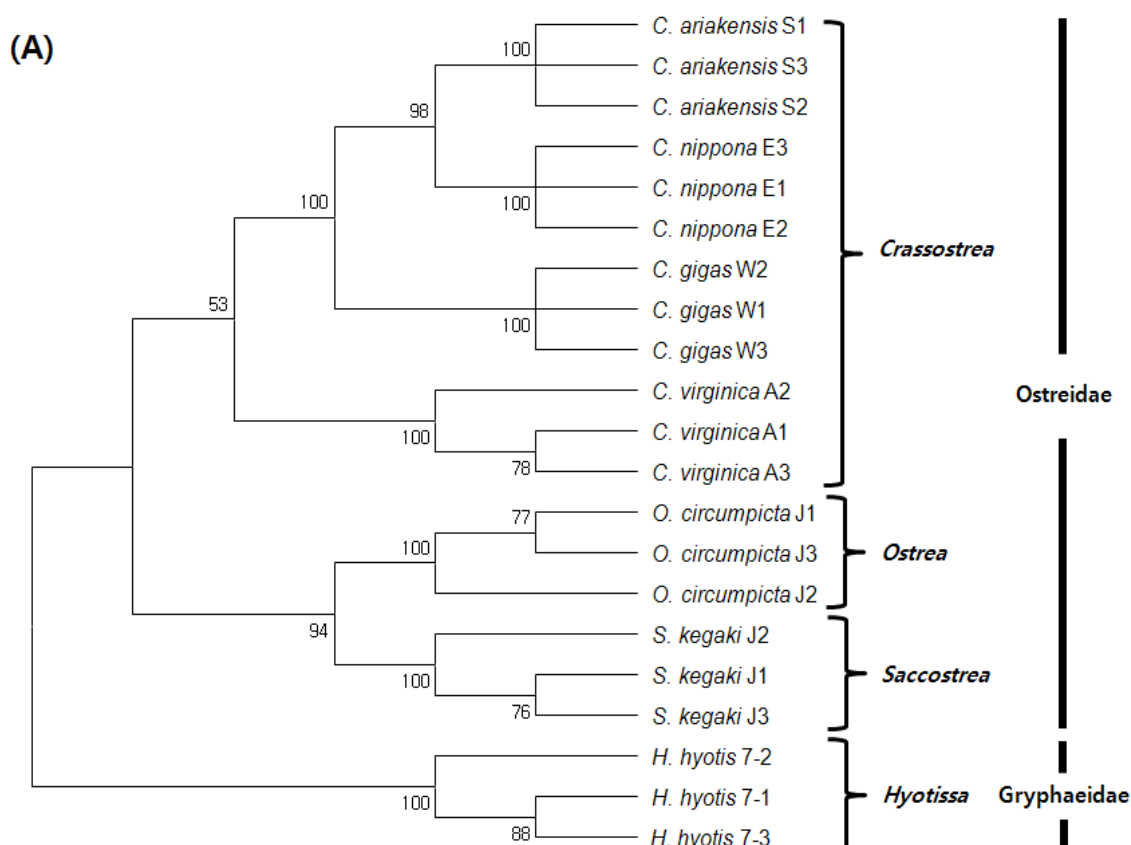 (A)
C. ariakensis S1
100
C. ariakensis S3
C. ariakensis S2
98
C. nippona E3
C. nippona E1
100
C. nippona E2
100
Crassostrea
C. gigas W2
C. gigas W1
100
C. gigas W3
53
C. virginica A2
Ostreidae
C. virginica A1
100
C. virginica A3
78
O. circumpicta J1
77
O. circumpicta J3
100
Ostrea
O. circumpicta J2
94
S. kegaki J2
S. kegaki J1
100
Saccostrea
S. kegaki J3
76
H. hyotis 7-2
H. hyotis 7-1
100
Hyotissa
Gryphaeidae
H. hyotis 7-3
88